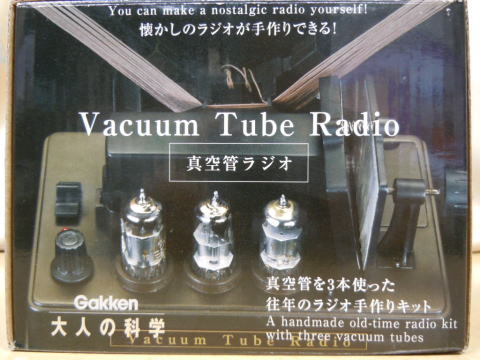 You can make a nostalgic radio yourself!
懐かしのラジオが手作りできる!
Vacuum Tube Radio
真空管ラジオ
真空管を3本使った
往年のラジオ手作りキット
A handmade old-time radio kit
with three vacuum tubes
Gakken
大人の科学
Vacuum Tube Radio